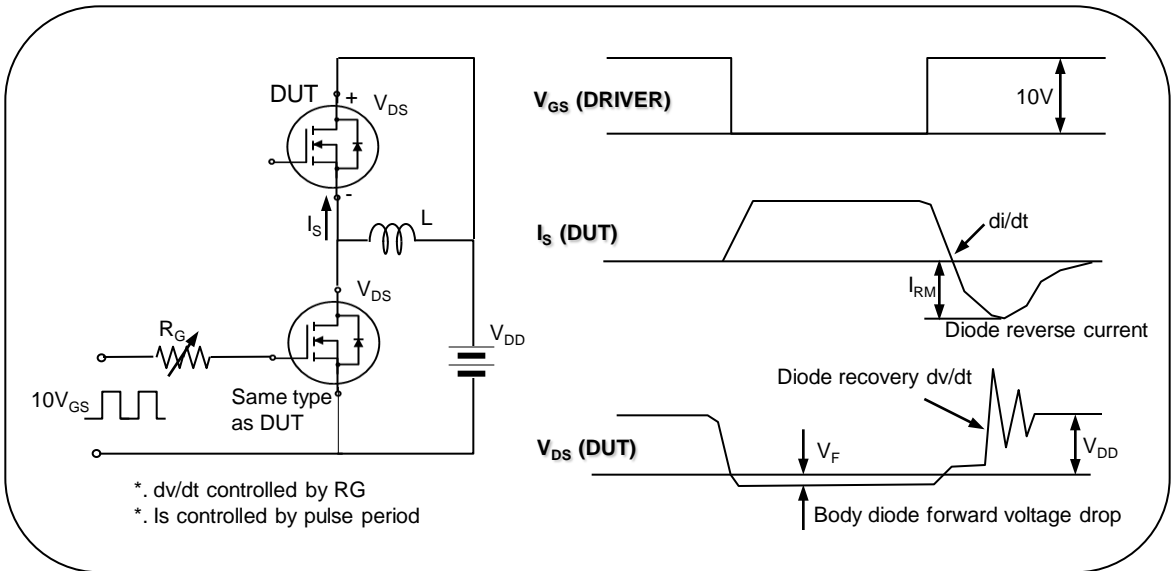 DUT
+
V_DS
-
I_S
L
V_DS
R_G
V_DD
10V_GS
Same type
as DUT
*. dv/dt controlled by RG
*. Is controlled by pulse period
V_GS (DRIVER)
10V
I_S (DUT)
di/dt
I_RM
Diode reverse current
Diode recovery dv/dt
V_DS (DUT)
V_F
V_DD
Body diode forward voltage drop